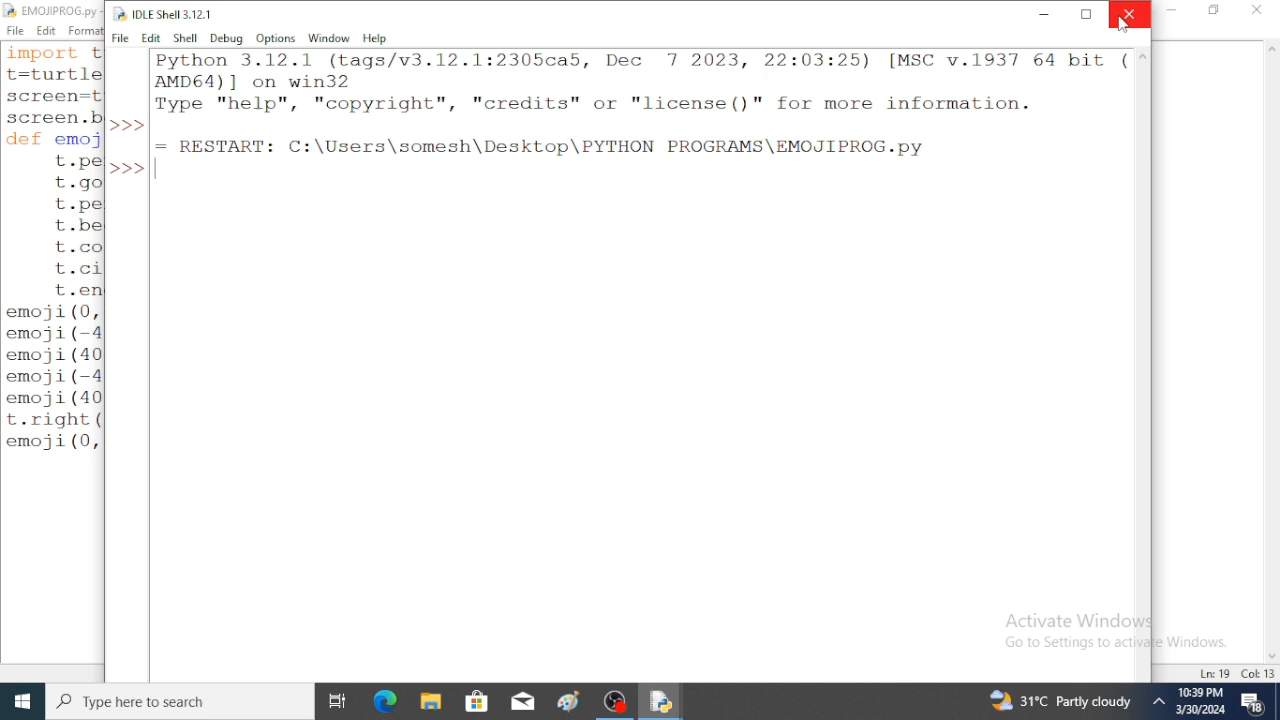 EMOJIPROG.py -
File Edit Format
import t
t=turtle
screen=t
screen.b
def emoj
t.pe
t.go
t.pe
t.be
t.co
t.ci
t.en
emoji(0,
emoji(-4
emoji(40
emoji(-4
emoji(40
t.right(
emoji(0,
IDLE Shell 3.12.1
File Edit Shell Debug Options Window Help
Python 3.12.1 (tags/v3.12.1:2305ca5, Dec  7 2023, 22:03:25) [MSC v.1937 64 bit (
AMD64)] on win32
Type "help", "copyright", "credits" or "license()" for more information.
>>>
= RESTART: C:\Users\somesh\Desktop\PYTHON PROGRAMS\EMOJIPROG.py
>>>
Activate Windows
Go to Settings to activate Windows.
Ln: 19 Col: 13
Type here to search
31°C Partly cloudy
10:39 PM
3/30/2024
18